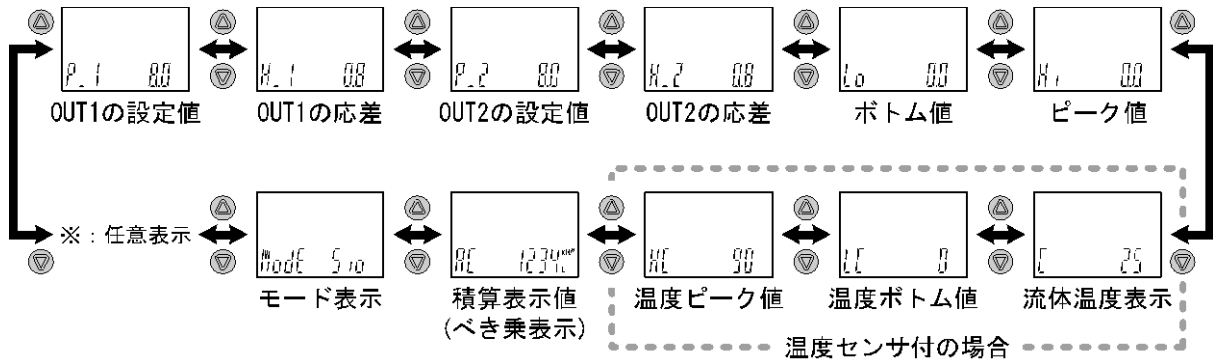 P_1 8.0
H_1 0.8
P_2 8.0
H_2 0.8
Lo 0.0
Hi 0.0
OUT1の設定値
OUT1の応差
OUT2の設定値
OUT2の応差
ボトム値
ピーク値
※：任意表示
ModE Sio
AC 1234
HC 90
LC 0
C 25
モード表示
積算表示値
(べき乗表示)
温度ピーク値
温度ボトム値
流体温度表示
温度センサ付の場合